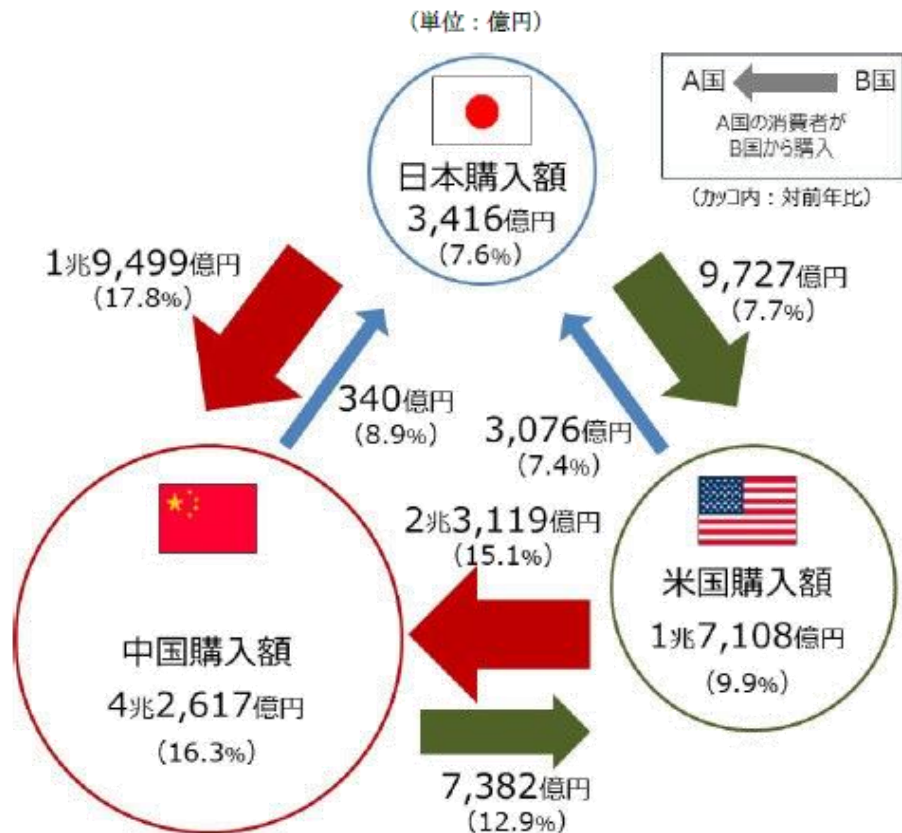 (単位：億円)
A国 B国
A国の消費者が
B国から購入
(カッコ内：対前年比)
日本購入額
3,416億円
(7.6%)
1兆9,499億円
(17.8%)
9,727億円
(7.7%)
340億円
(8.9%)
3,076億円
(7.4%)
2兆3,119億円
(15.1%)
中国購入額
4兆2,617億円
(16.3%)
米国購入額
1兆7,108億円
(9.9%)
7,382億円
(12.9%)